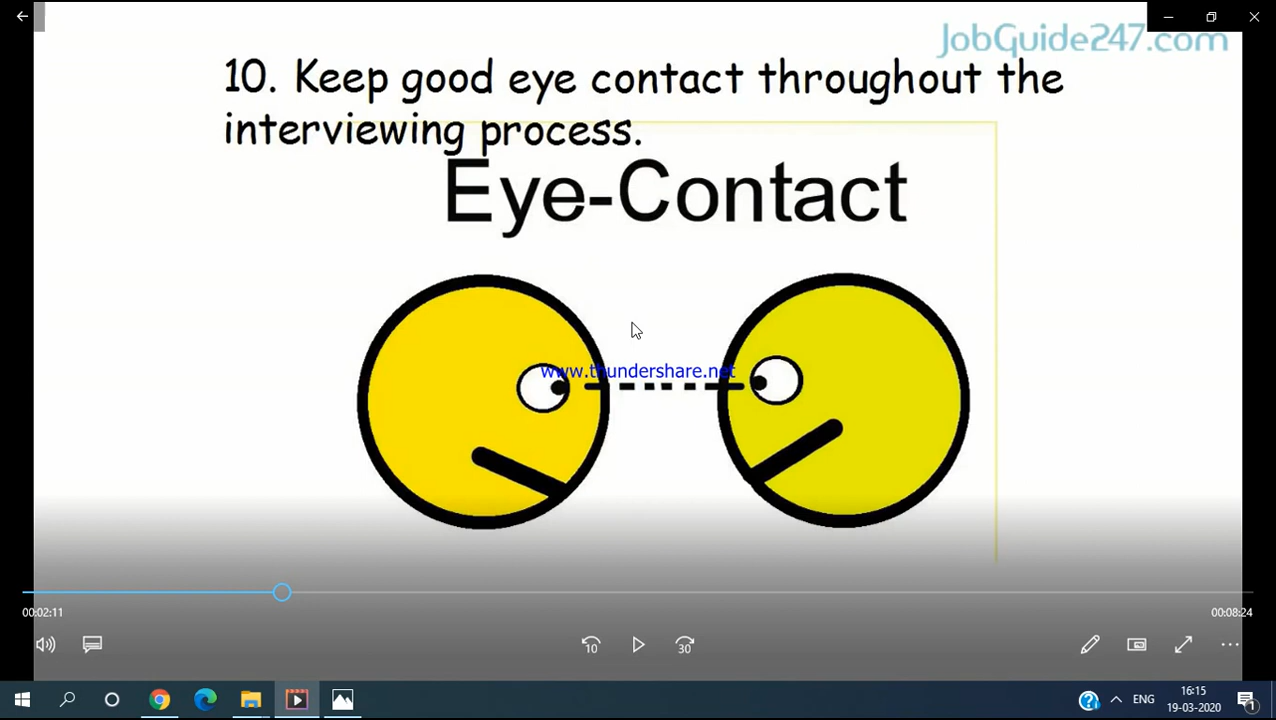 JobGuide247.com
10. Keep good eye contact throughout the
interviewing process.
Eye-Contact
www.thundershare.net
00:02:11
00:08:24
10
30
ENG
16:15
19-03-2020
1